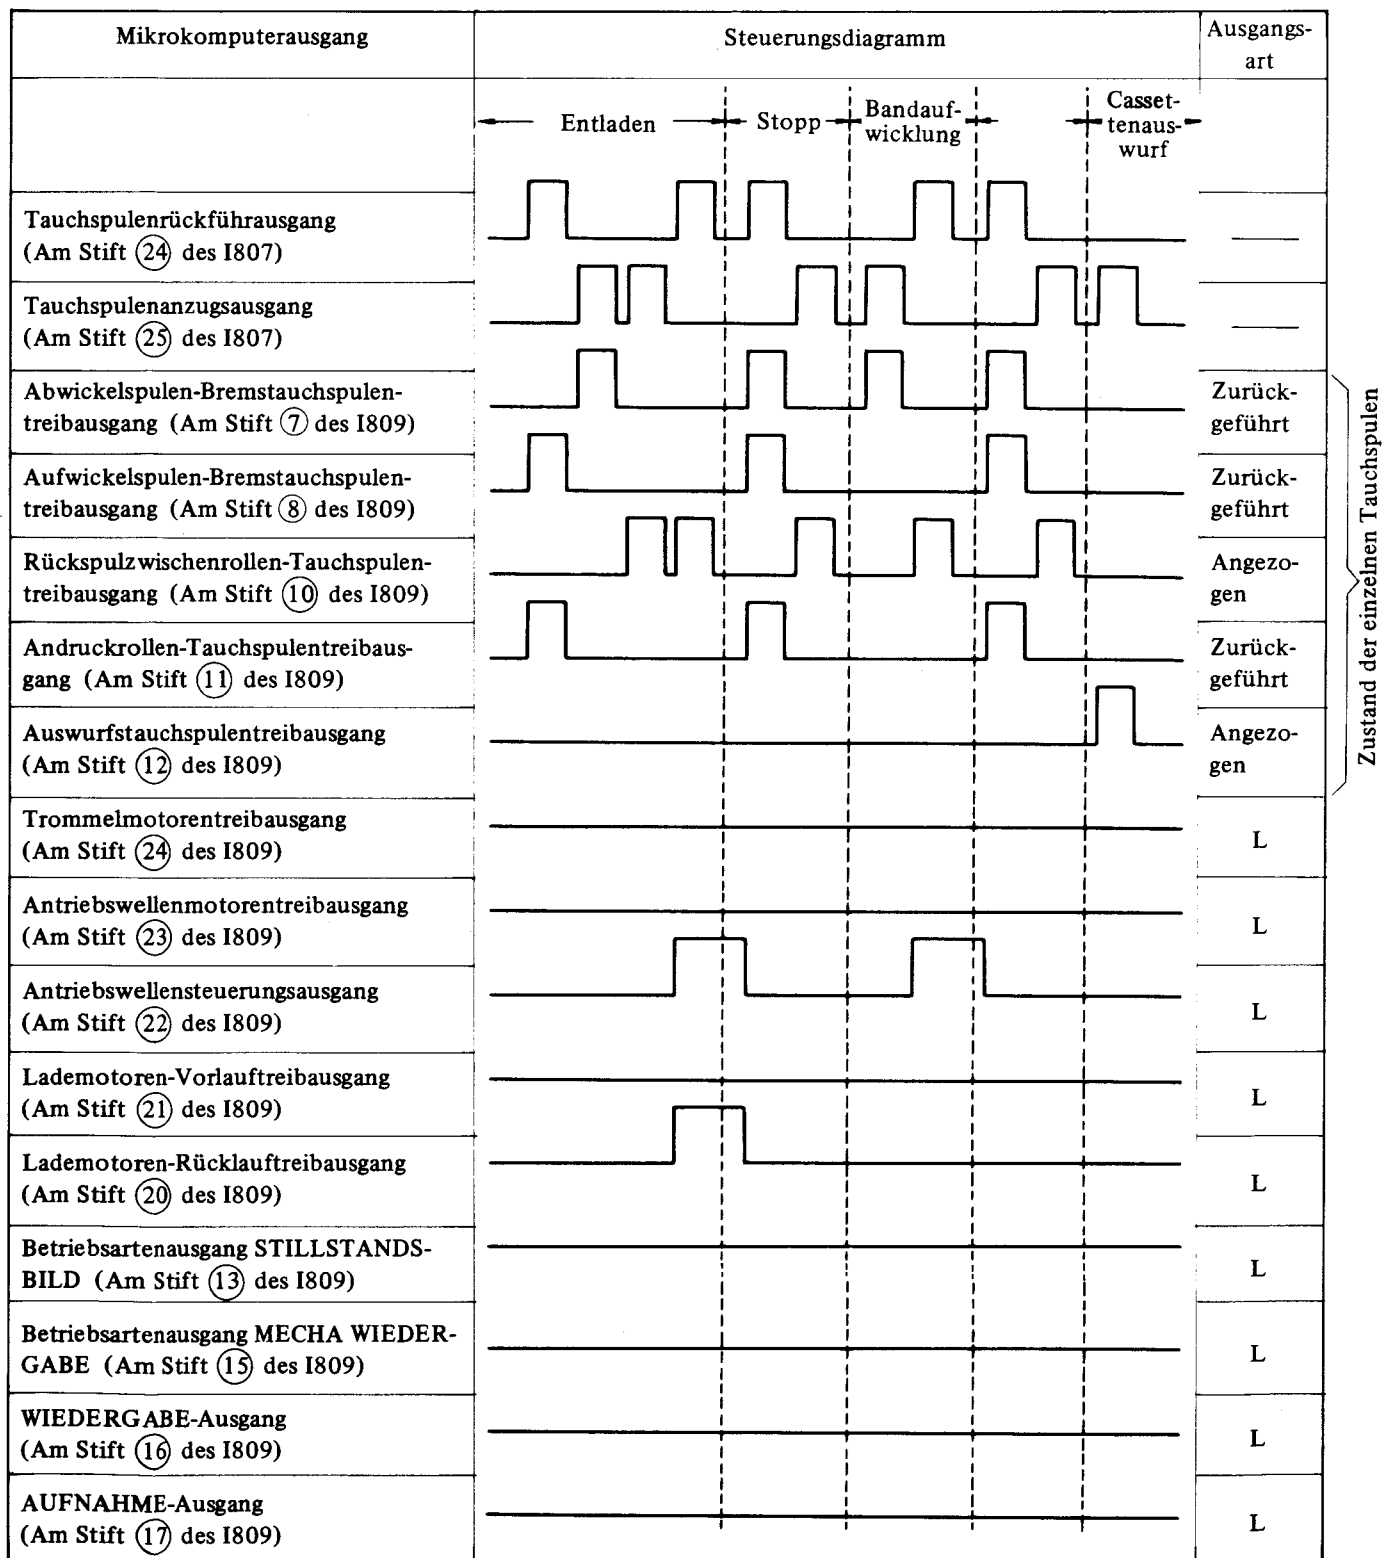 Mikrokomputerausgang
Steuerungsdiagramm
Ausgangs-
art
Entladen
Stopp
Bandauf-
wicklung
Casset-
tenaus-
wurf
Tauchspulenrückführausgang
(Am Stift 24 des I807)
Tauchspulenanzugsausgang
(Am Stift 25 des I807)
Abwickelspulen-Bremstauchspulen-
treibausgang (Am Stift 7 des I809)
Zurück-
geführt
Aufwickelspulen-Bremstauchspulen-
treibausgang (Am Stift 8 des I809)
Zurück-
geführt
Rückspulzwischenrollen-Tauchspulen-
treibausgang (Am Stift 10 des I809)
Angezo-
gen
Andruckrollen-Tauchspulentreibaus-
gang (Am Stift 11 des I809)
Zurück-
geführt
Auswurfstauchspulentreibausgang
(Am Stift 12 des I809)
Angezo-
gen
Zustand der einzelnen Tauchspulen
Trommelmotorentreibausgang
(Am Stift 24 des I809)
L
Antriebswellenmotorentreibausgang
(Am Stift 23 des I809)
L
Antriebswellensteuerungsausgang
(Am Stift 22 des I809)
L
Lademotoren-Vorlauftreibausgang
(Am Stift 21 des I809)
L
Lademotoren-Rücklauftreibausgang
(Am Stift 20 des I809)
L
Betriebsartenausgang STILLSTANDS-
BILD (Am Stift 13 des I809)
L
Betriebsartenausgang MECHA WIEDER-
GABE (Am Stift 15 des I809)
L
WIEDERGABE-Ausgang
(Am Stift 16 des I809)
L
AUFNAHME-Ausgang
(Am Stift 17 des I809)
L